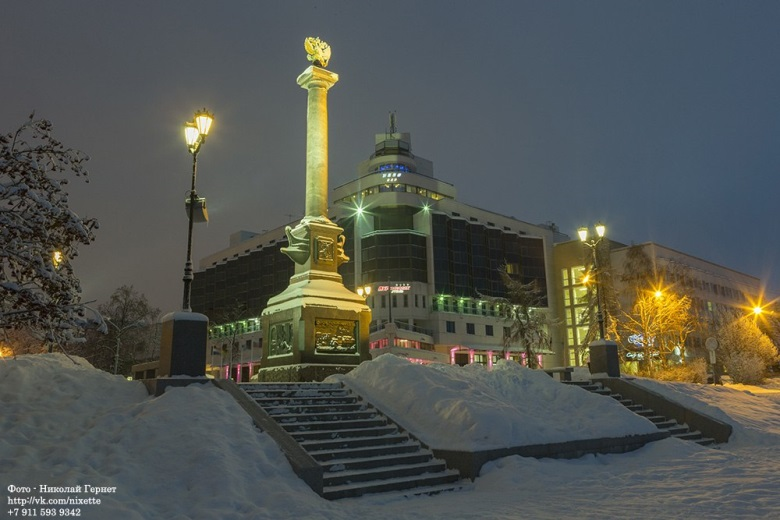 Фото - Николай Гернет
http://vk.com/nixette
+7 911 593 9342